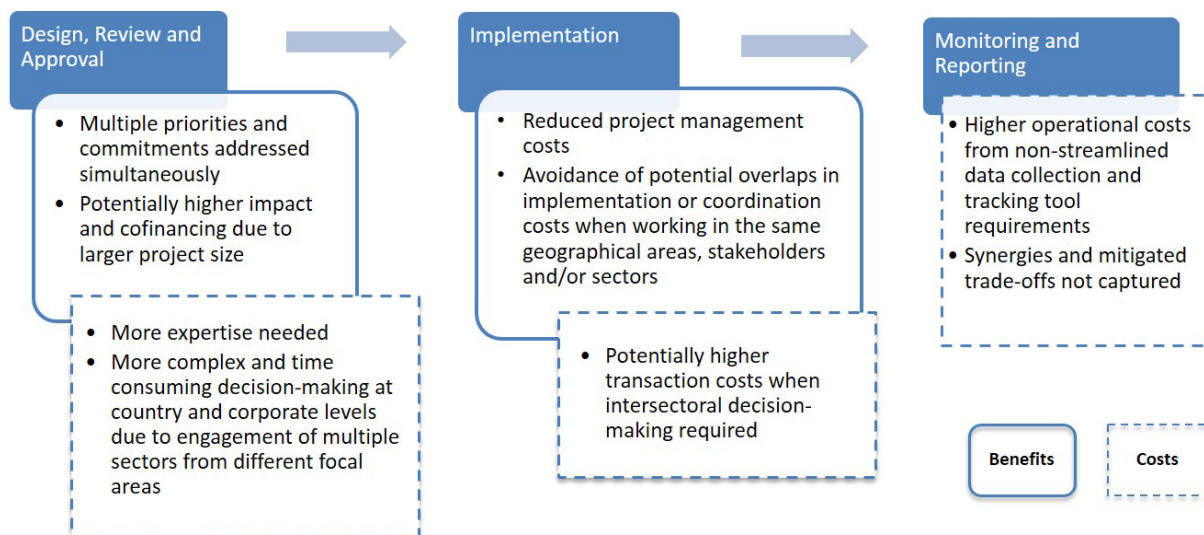 Design, Review and
Approval
• Multiple priorities and
commitments addressed
simultaneously
• Potentially higher impact
and cofinancing due to
larger project size
• More expertise needed
• More complex and time
consuming decision-making at
country and corporate levels
due to engagement of multiple
sectors from different focal
areas
Implementation
• Reduced project management
costs
• Avoidance of potential overlaps in
implementation or coordination
costs when working in the same
geographical areas, stakeholders
and/or sectors
• Potentially higher
transaction costs when
intersectoral decision-
making required
Monitoring and
Reporting
• Higher operational costs
from non-streamlined
data collection and
tracking tool
requirements
• Synergies and mitigated
trade-offs not captured
Benefits
Costs